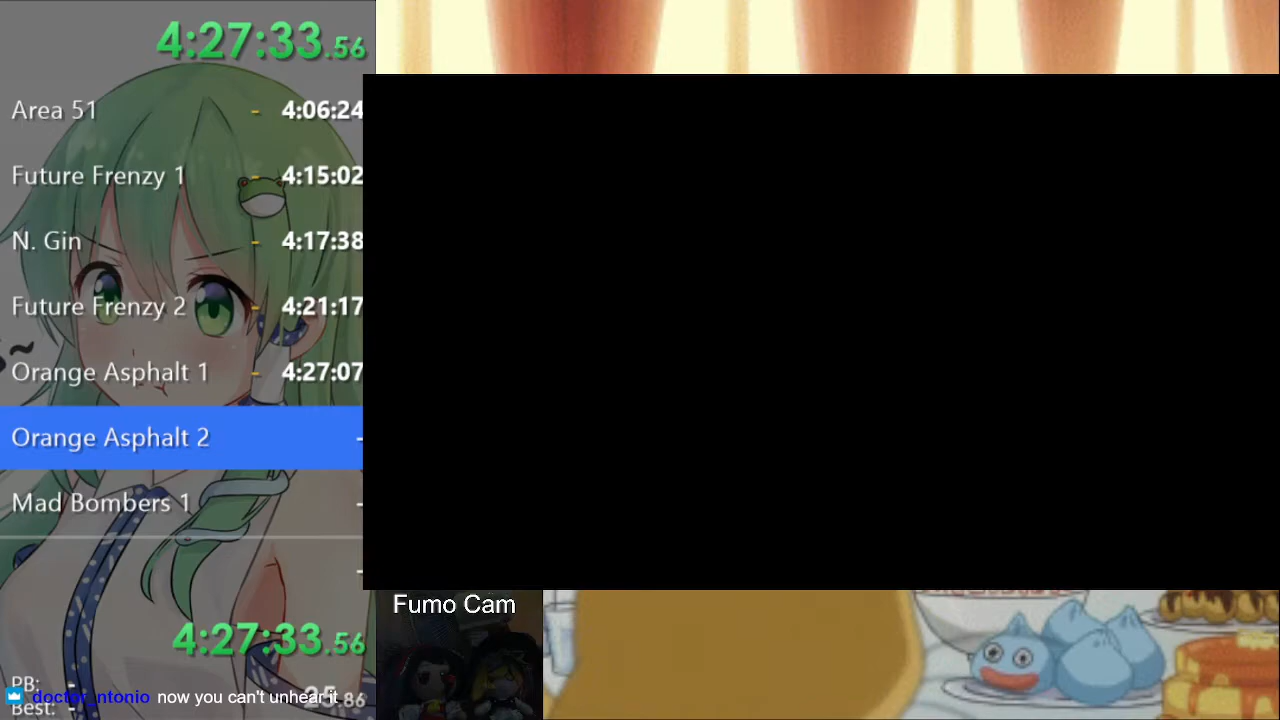 4:27:33.56
Area 51 - 4:06:24
Future Frenzy 1 - 4:15:02
N. Gin - 4:17:38
Future Frenzy 2 - 4:21:17
Orange Asphalt 1 - 4:27:07
Orange Asphalt 2 -
Mad Bombers 1 -
-
Fumo Cam
4:27:33.56
PB: -
doctor_ntonio now you can't unhear it
Best: -